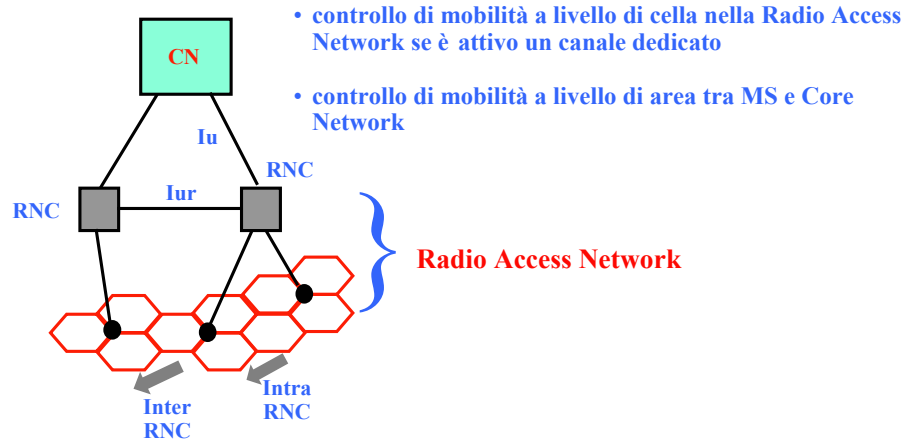 • controllo di mobilità a livello di cella nella Radio Access
Network se è attivo un canale dedicato
• controllo di mobilità a livello di area tra MS e Core
Network
CN
Iu
RNC
RNC
Iur
Radio Access Network
Inter
RNC
Intra
RNC